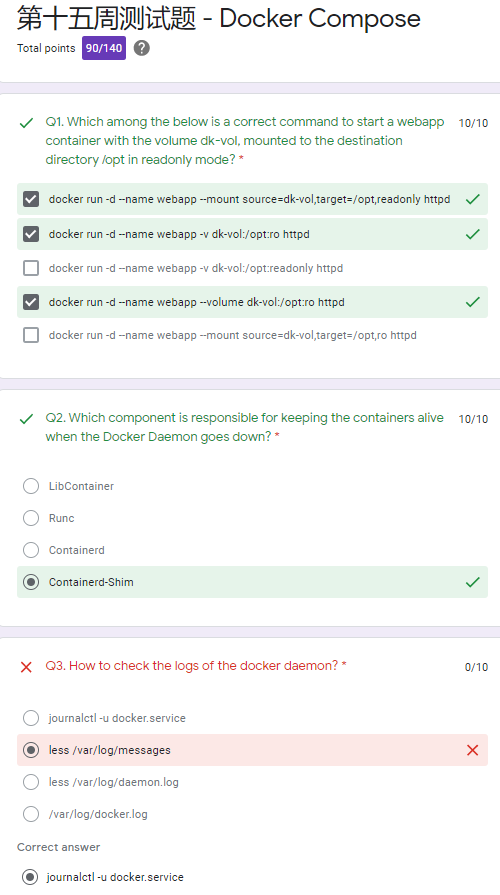 第十五周测试题 - Docker Compose
Total points 90/140
Q1. Which among the below is a correct command to start a webapp 10/10
container with the volume dk-vol, mounted to the destination
directory /opt in readonly mode? *
docker run -d --name webapp --mount source=dk-vol,target=/opt,readonly httpd
docker run -d --name webapp -v dk-vol:/opt:ro httpd
docker run -d --name webapp -v dk-vol:/opt:readonly httpd
docker run -d --name webapp --volume dk-vol:/opt:ro httpd
docker run -d --name webapp --mount source=dk-vol,target=/opt,ro httpd
Q2. Which component is responsible for keeping the containers alive 10/10
when the Docker Daemon goes down? *
LibContainer
Runc
Containerd
Containerd-Shim
Q3. How to check the logs of the docker daemon? * 0/10
journalctl -u docker.service
less /var/log/messages
less /var/log/daemon.log
/var/log/docker.log
Correct answer
journalctl -u docker.service